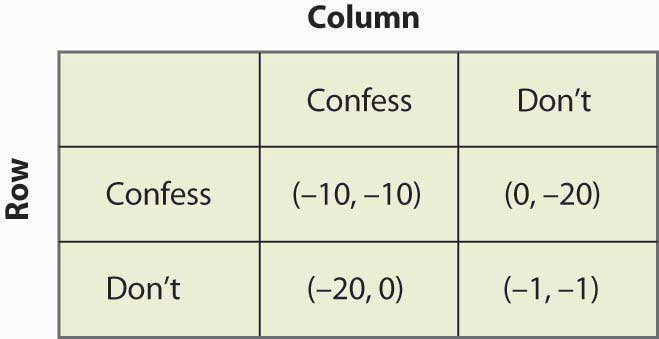 Column
Confess Don’t
Row
Confess (–10, –10) (0, –20)
Don’t (–20, 0) (–1, –1)